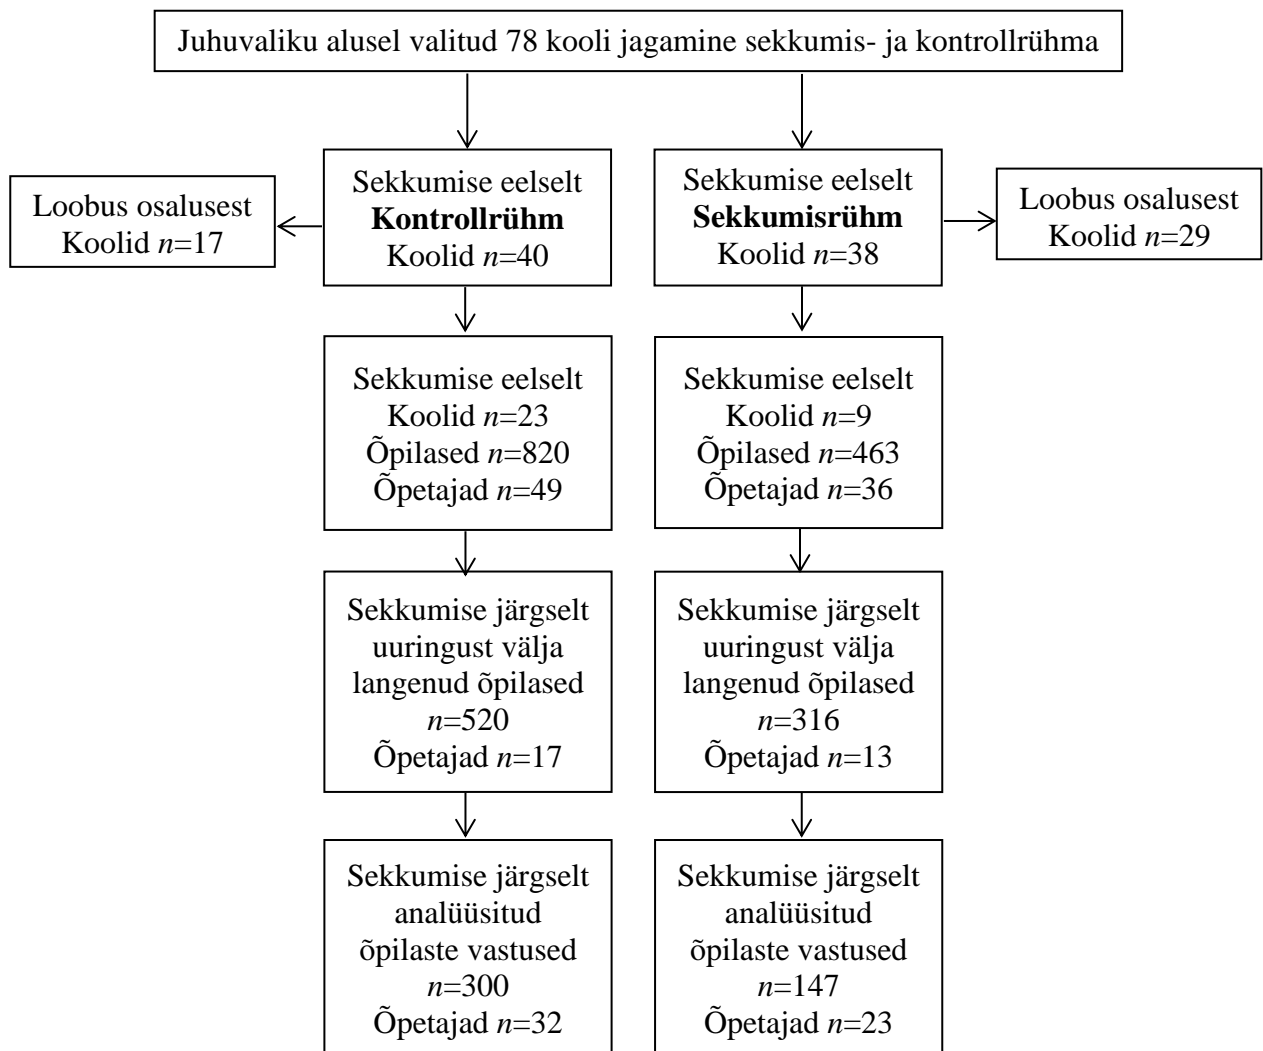 Juhuvaliku alusel valitud 78 kooli jagamine sekkumis- ja kontrollrühma
Loobus osalusest
Koolid n=17
Sekkumise eelselt
Kontrollrühm
Koolid n=40
Sekkumise eelselt
Sekkumisrühm
Koolid n=38
Loobus osalusest
Koolid n=29
Sekkumise eelselt
Koolid n=23
Õpilased n=820
Õpetajad n=49
Sekkumise eelselt
Koolid n=9
Õpilased n=463
Õpetajad n=36
Sekkumise järgselt
uuringust välja
langenud õpilased
n=520
Õpetajad n=17
Sekkumise järgselt
uuringust välja
langenud õpilased
n=316
Õpetajad n=13
Sekkumise järgselt
analüüsitud
õpilaste vastused
n=300
Õpetajad n=32
Sekkumise järgselt
analüüsitud
õpilaste vastused
n=147
Õpetajad n=23